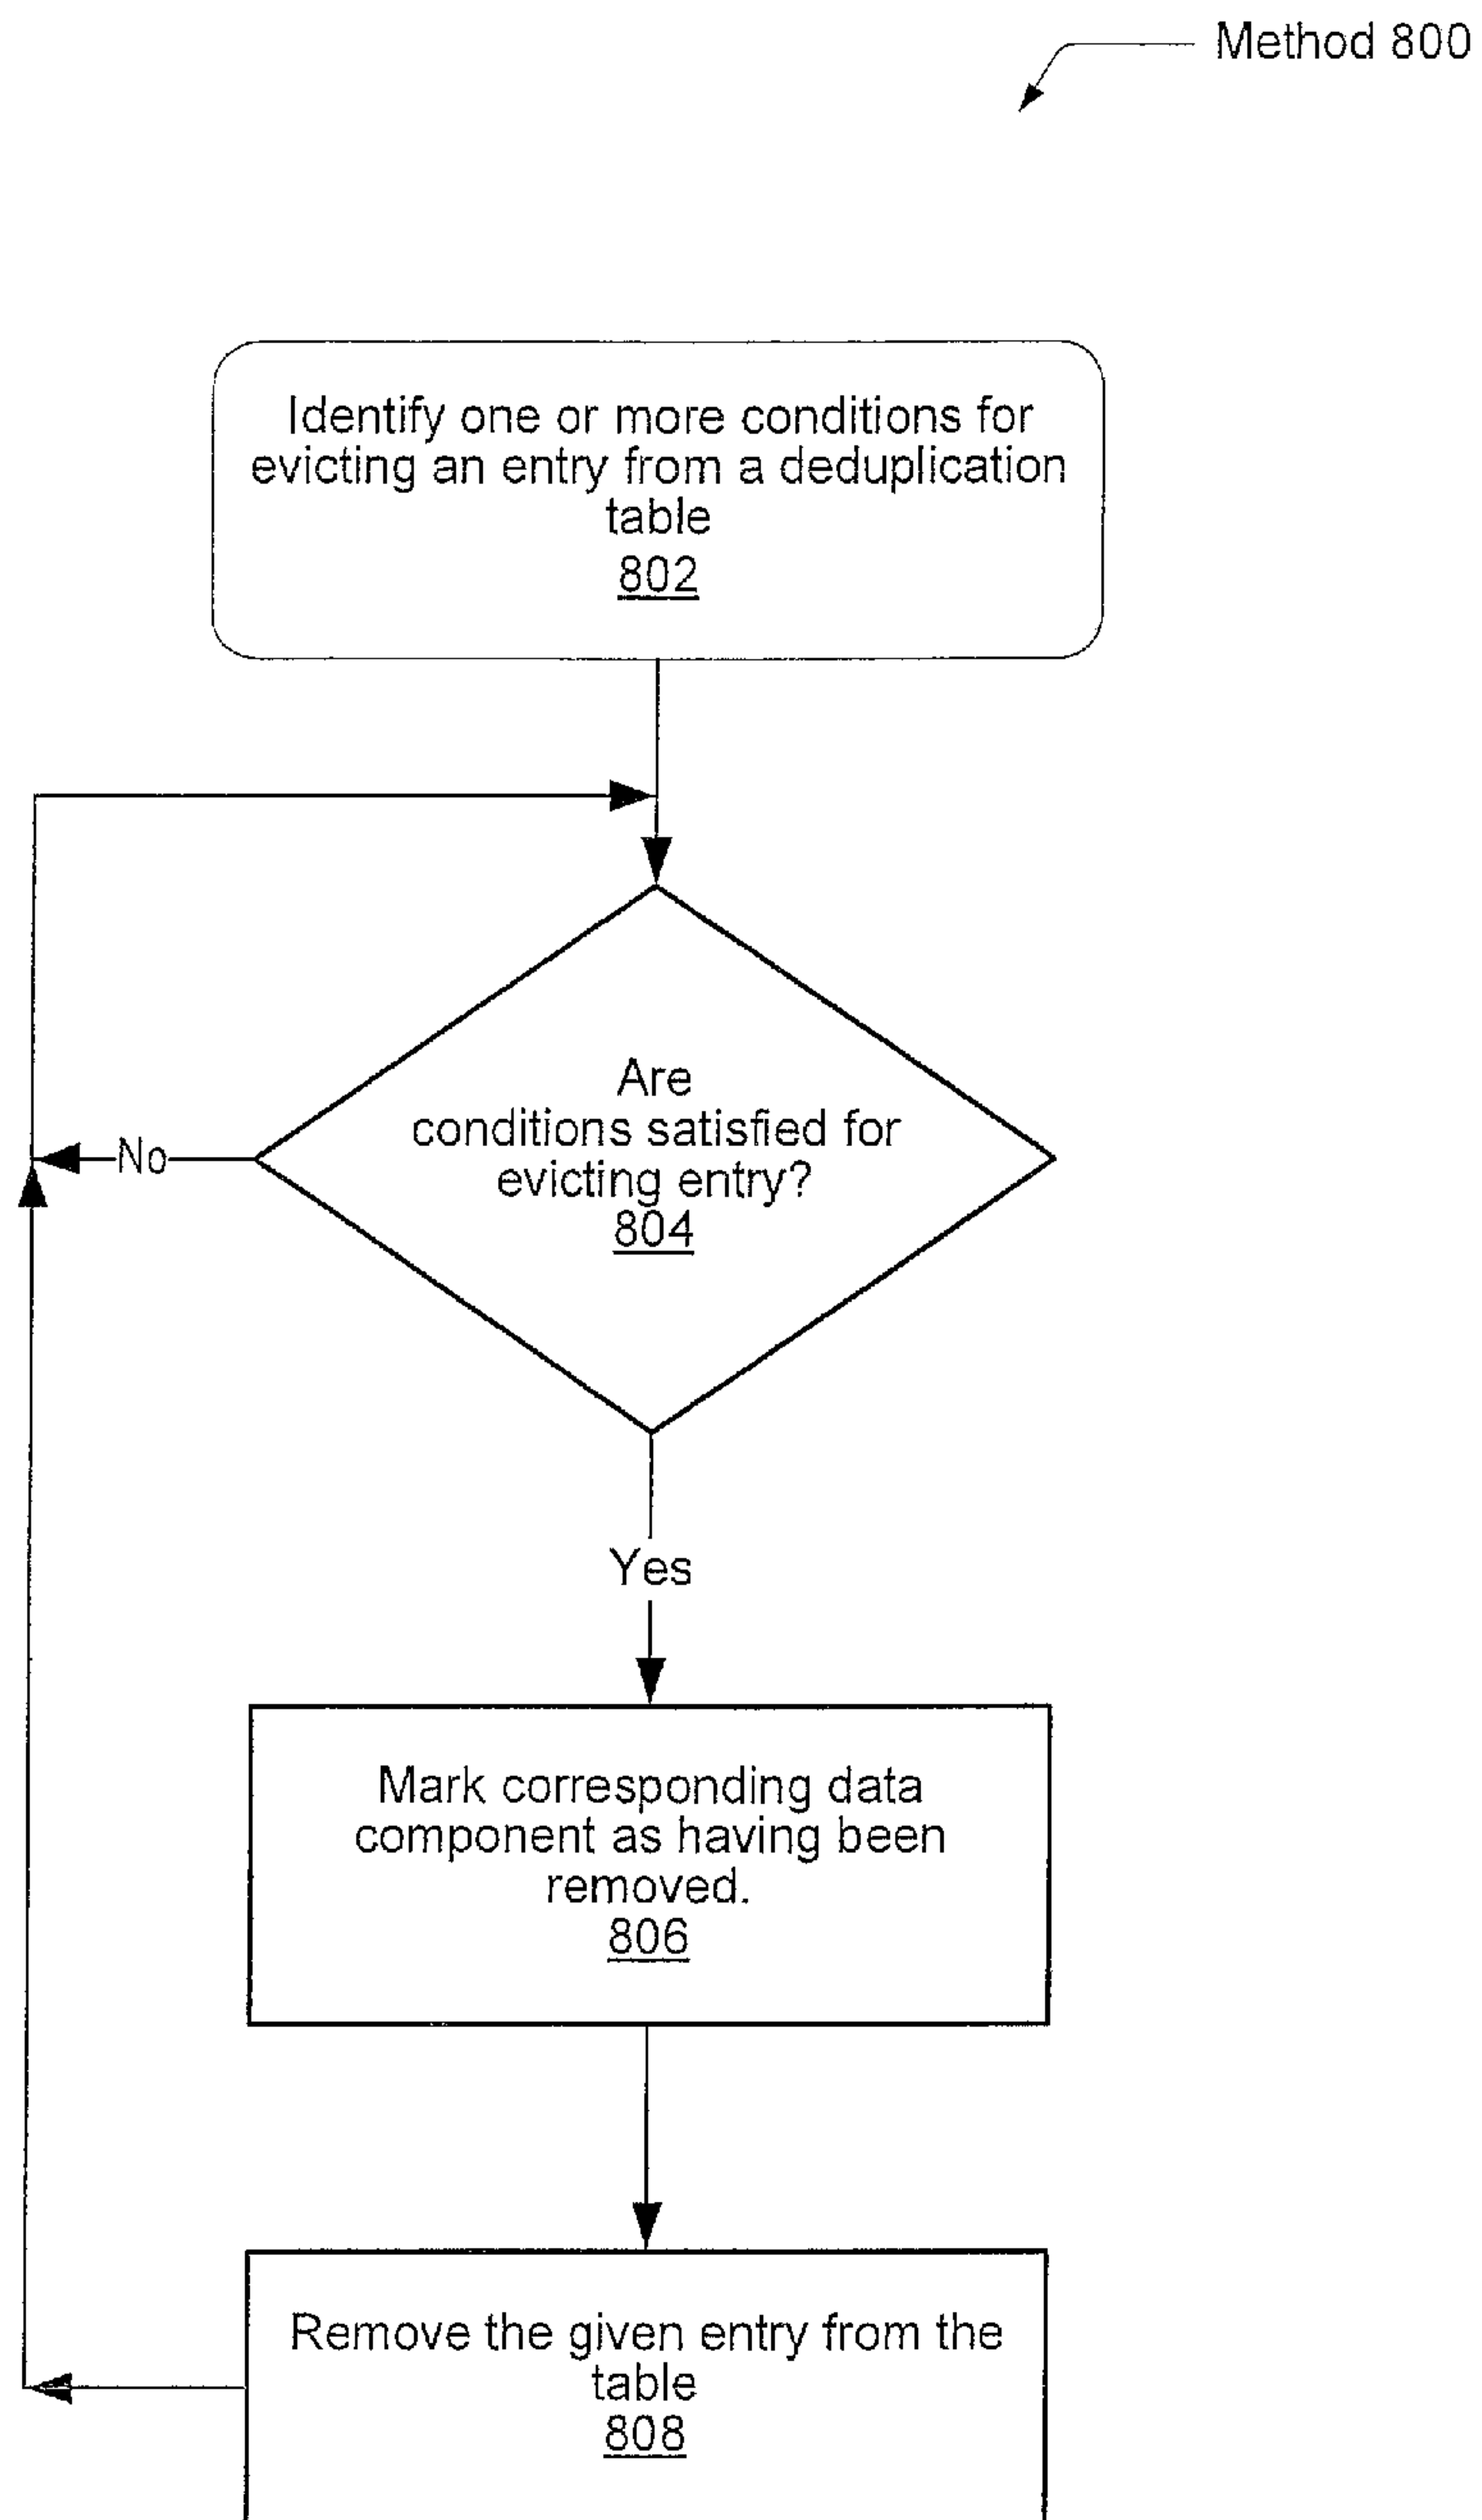 Method 800
Identify one or more conditions for
evicting an entry from a deduplication
table
802
Are
conditions satisfied for
evicting entry?
804
No
Yes
Mark corresponding data
component as having been
removed.
806
Remove the given entry from the
table
808